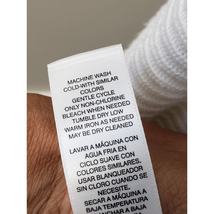 MACHINE WASH
COLD-WITH SIMILAR
COLORS
GENTLE CYCLE
ONLY NON-CHLORINE
BLEACH WHEN NEEDED
TUMBLE DRY LOW
WARM IRON AS NEEDED
MAY BE DRY CLEANED
LAVAR A MÁQUINA CON
AGUA FRIA EN
CICLO SUAVE CON
COLORES SIMILARES.
USAR BLANQUEADOR
SIN CLORO CUANDO SE
NECESITE.
SECAR A MÁQUINA A
BAJA TEMPERATURA